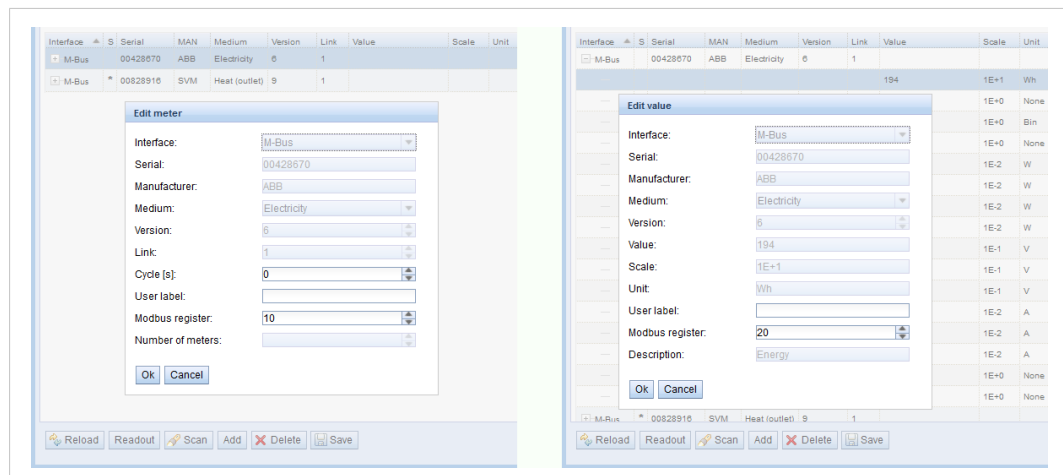 Interface S Serial MAN Medium Version Link Value Scale Unit
M-Bus 00428670 ABB Electricity 6 1
M-Bus * 00828916 SVM Heat (outlet) 9 1
Edit meter
Interface: M-Bus
Serial: 00428670
Manufacturer: ABB
Medium: Electricity
Version: 6
Link: 1
Cycle [s]: 0
User label:
Modbus register: 10
Number of meters:
Ok Cancel
Reload Readout Scan Add Delete Save
Interface S Serial MAN Medium Version Link Value Scale Unit
M-Bus 00428670 ABB Electricity 6 1
194 1E+1 Wh
1E+0 None
1E+0 Bin
1E+0 None
1E-2 W
1E-2 W
1E-2 W
1E-2 W
1E-1 V
1E-1 V
1E-1 V
1E-2 A
1E-2 A
1E-2 A
1E+0 None
1E+0 None
Edit value
Interface: M-Bus
Serial: 00428670
Manufacturer: ABB
Medium: Electricity
Version: 6
Value: 194
Scale: 1E+1
Unit: Wh
User label:
Modbus register: 20
Description: Energy
Ok Cancel
M-Bus * 00828916 SVM Heat (outlet) 9 1
Reload Readout Scan Add Delete Save